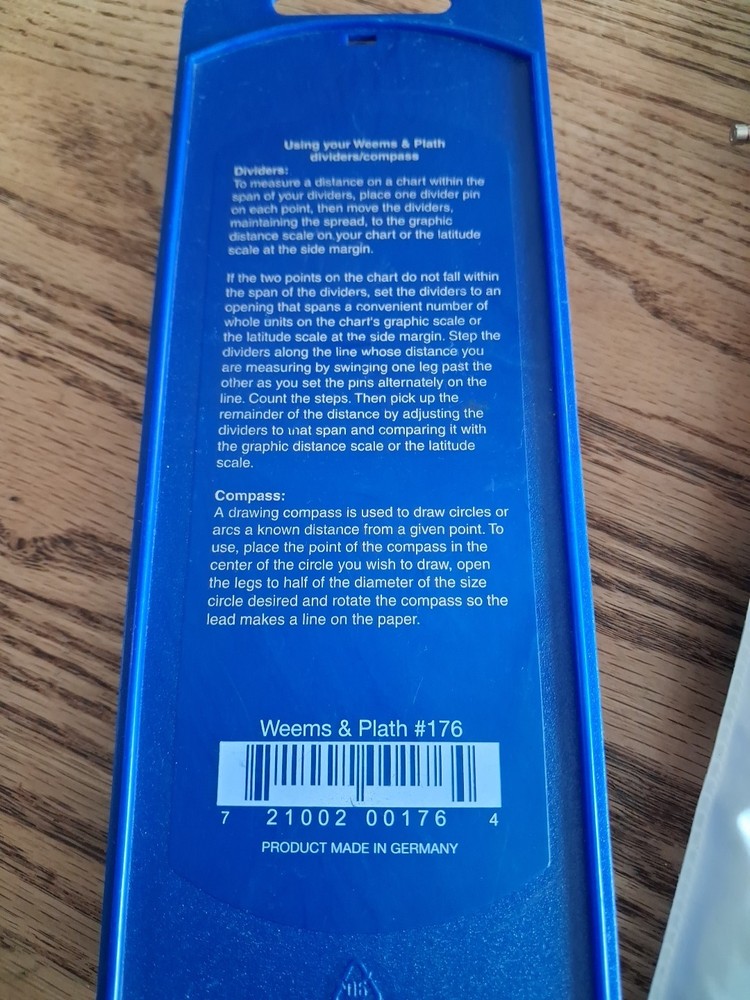 Using your Weems & Plath
dividers/compass
Dividers:
To measure a distance on a chart within the
span of your dividers, place one divider pin
on each point, then move the dividers,
maintaining the spread, to the graphic
distance scale on your chart or the latitude
scale at the side margin.
If the two points on the chart do not fall within
the span of the dividers, set the dividers to an
opening that spans a convenient number of
whole units on the chart's graphic scale or
the latitude scale at the side margin. Step the
dividers along the line whose distance you
are measuring by swinging one leg past the
other as you set the pins alternately on the
line. Count the steps. Then pick up the
remainder of the distance by adjusting the
dividers to that span and comparing it with
the graphic distance scale or the latitude
scale.
Compass:
A drawing compass is used to draw circles or
arcs a known distance from a given point. To
use, place the point of the compass in the
center of the circle you wish to draw, open
the legs to half of the diameter of the size
circle desired and rotate the compass so the
lead makes a line on the paper.
Weems & Plath #176
7 21002 00176 4
PRODUCT MADE IN GERMANY